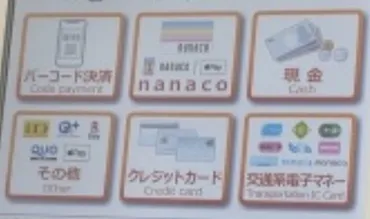 バーコード決済
Code payment
nanaco
nanaco
nanaco
現金
Cash
iD
QUICPay
QUO
その他
Other
クレジットカード
Credit card
交通系電子マネー
Transportation IC Card